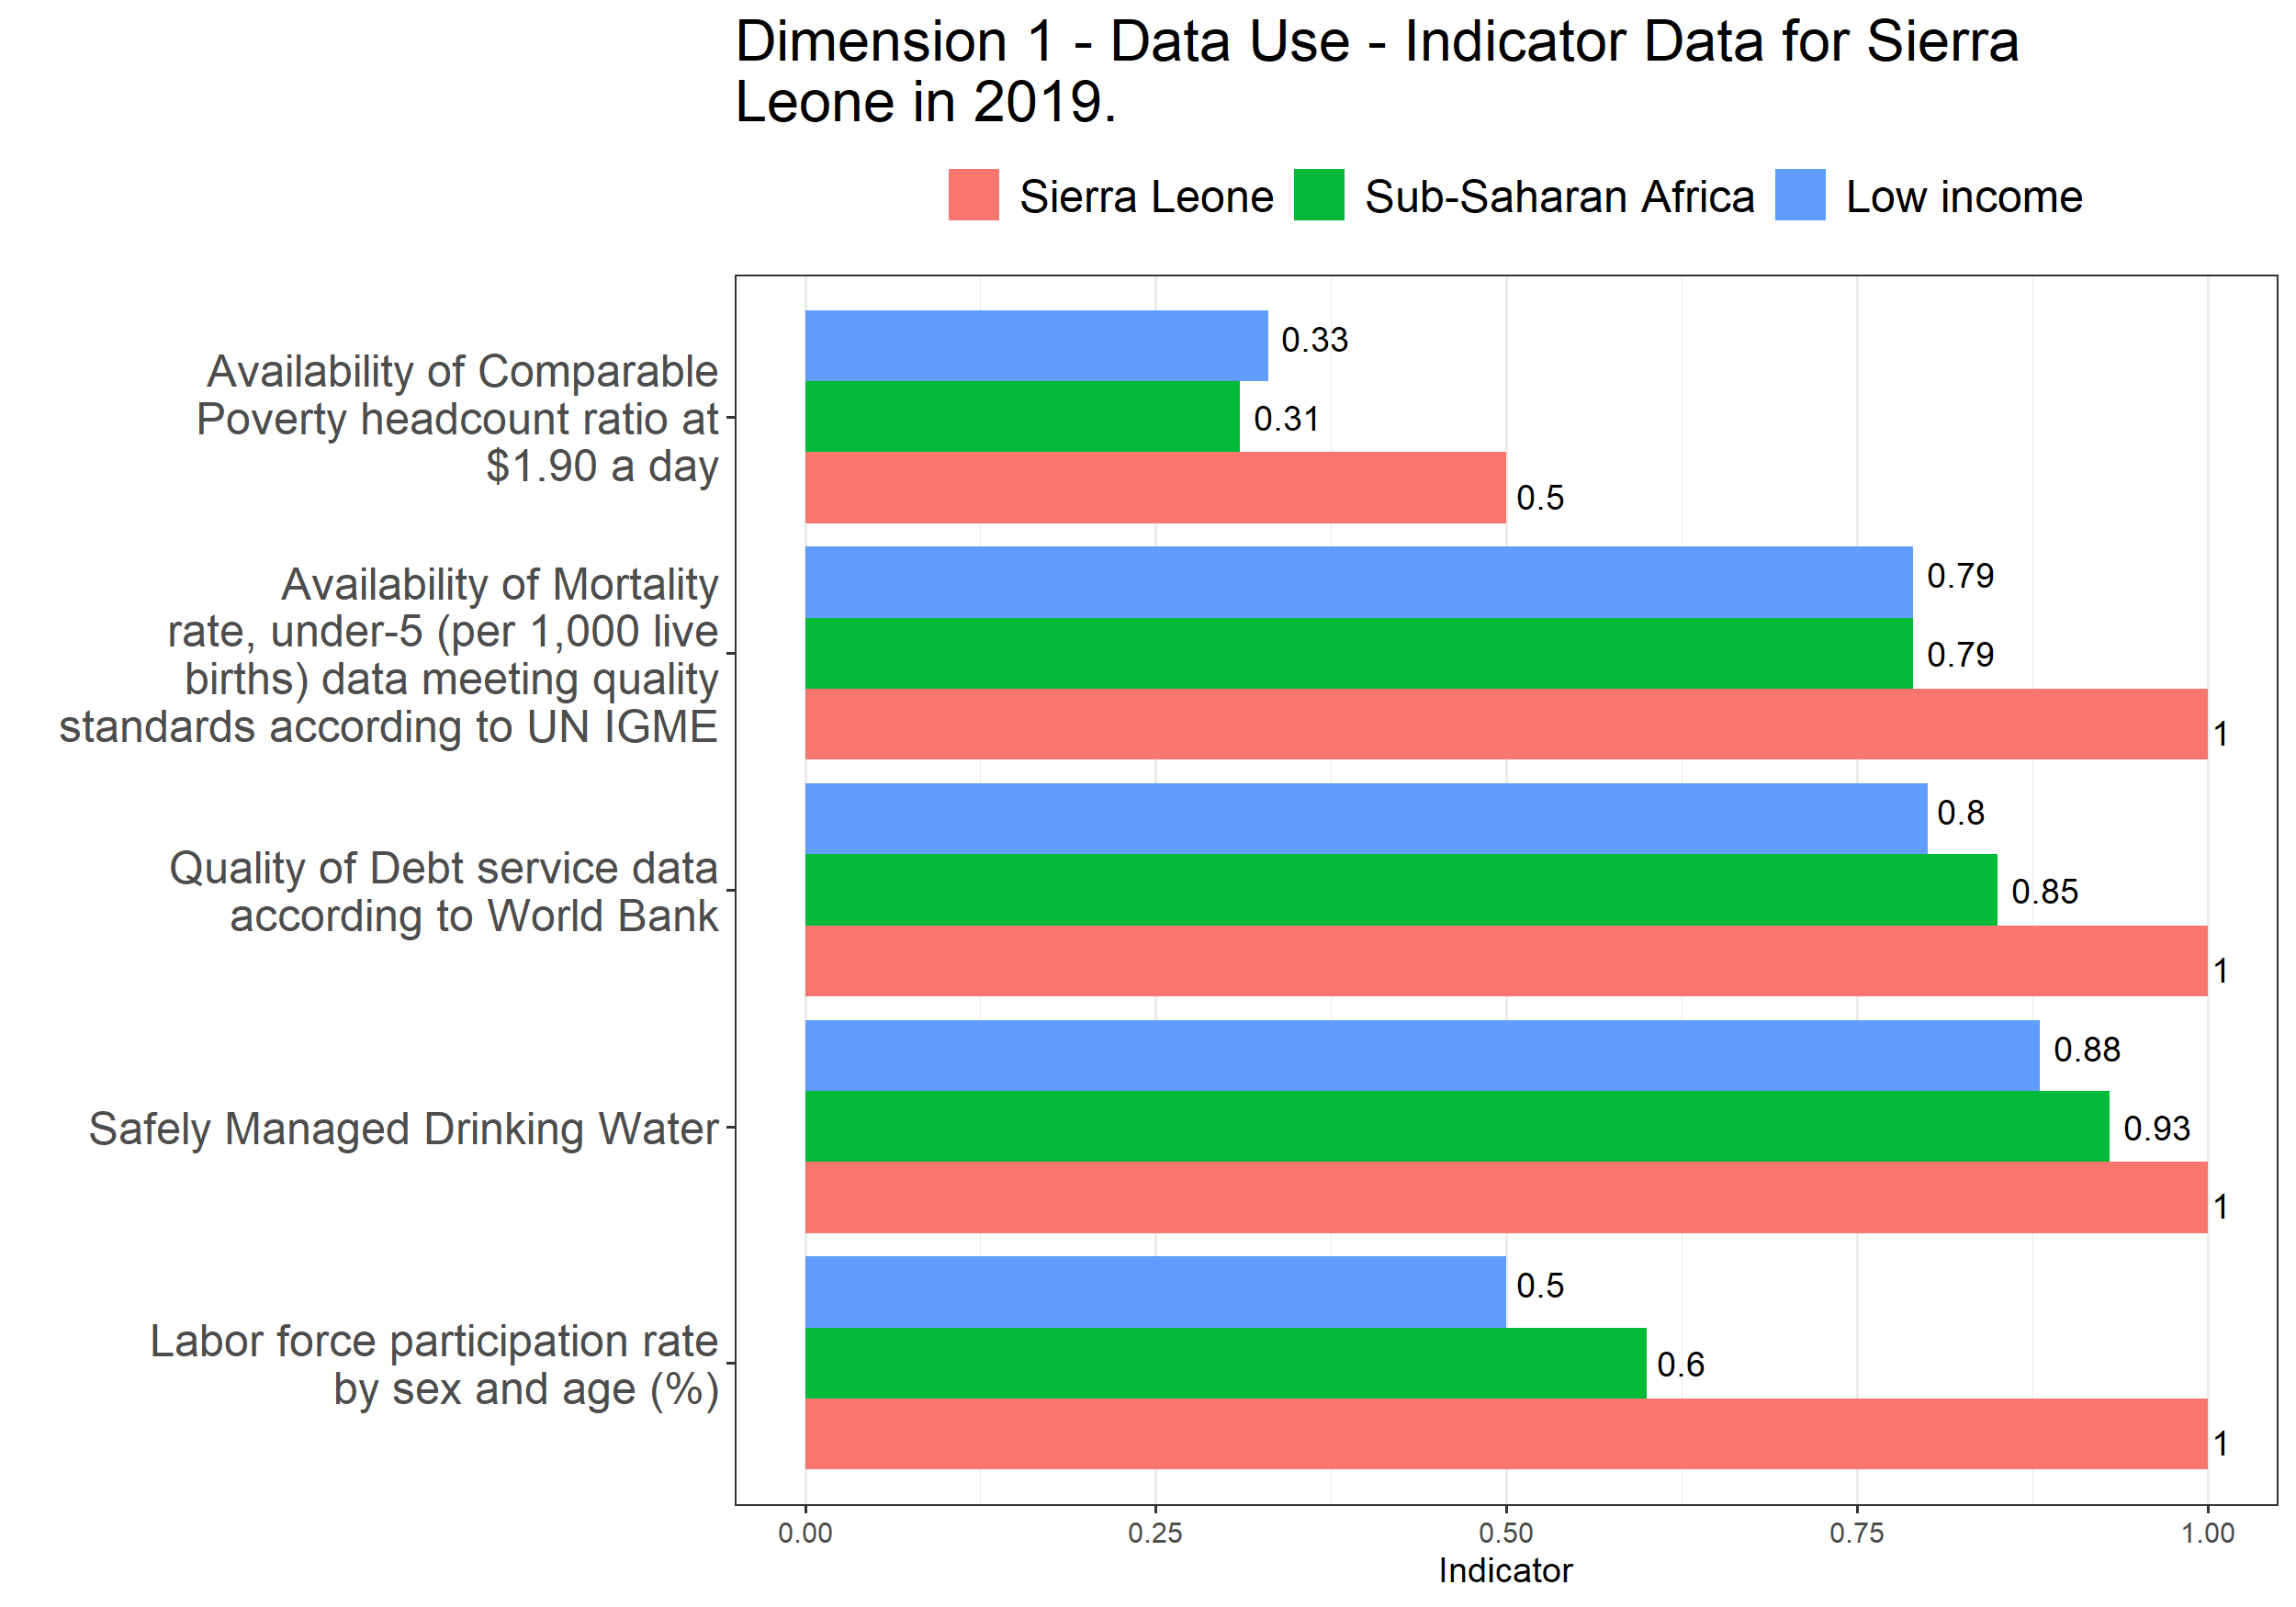 Dimension 1 - Data Use - Indicator Data for Sierra
Leone in 2019.
Sierra Leone
Sub-Saharan Africa
Low income
Availability of Comparable
Poverty headcount ratio at
$1.90 a day
0.33
0.31
0.5
Availability of Mortality
rate, under-5 (per 1,000 live
births) data meeting quality
standards according to UN IGME
0.79
0.79
1
Quality of Debt service data
according to World Bank
0.8
0.85
1
Safely Managed Drinking Water
0.88
0.93
1
Labor force participation rate
by sex and age (%)
0.5
0.6
1
0.00
0.25
0.50
0.75
1.00
Indicator